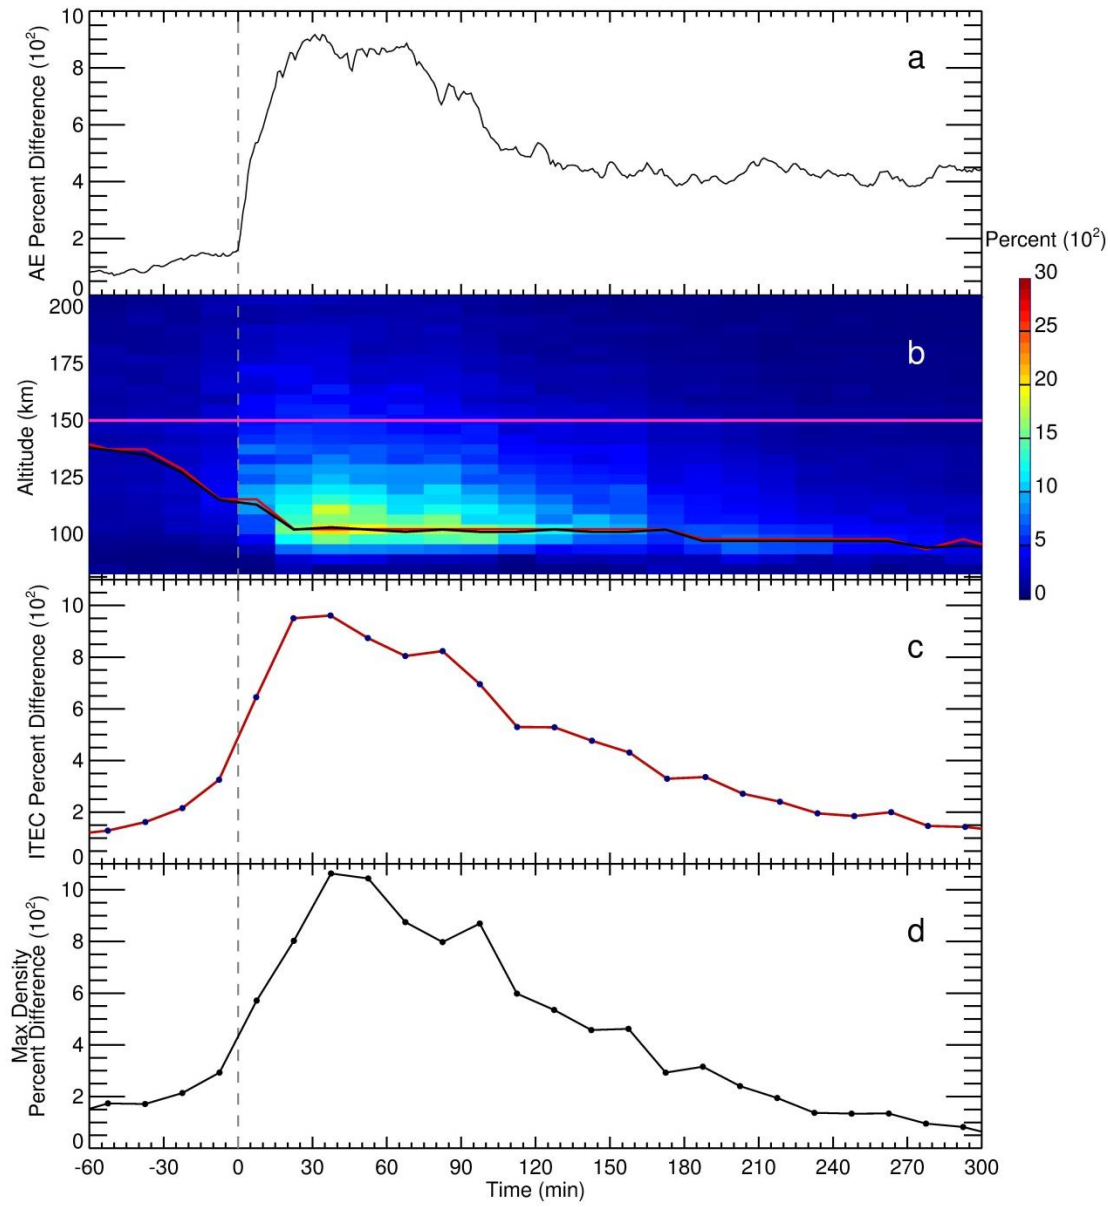 10
8
6
4
2
0
AE Percent Difference (10²)
a
Percent (10²)
30
25
20
15
10
5
0
200
175
150
125
100
Altitude (km)
b
10
8
6
4
2
0
ITEC Percent Difference (10²)
c
10
8
6
4
2
0
Max Density
Percent Difference (10²)
d
-60 -30 0 30 60 90 120 150 180 210 240 270 300
Time (min)